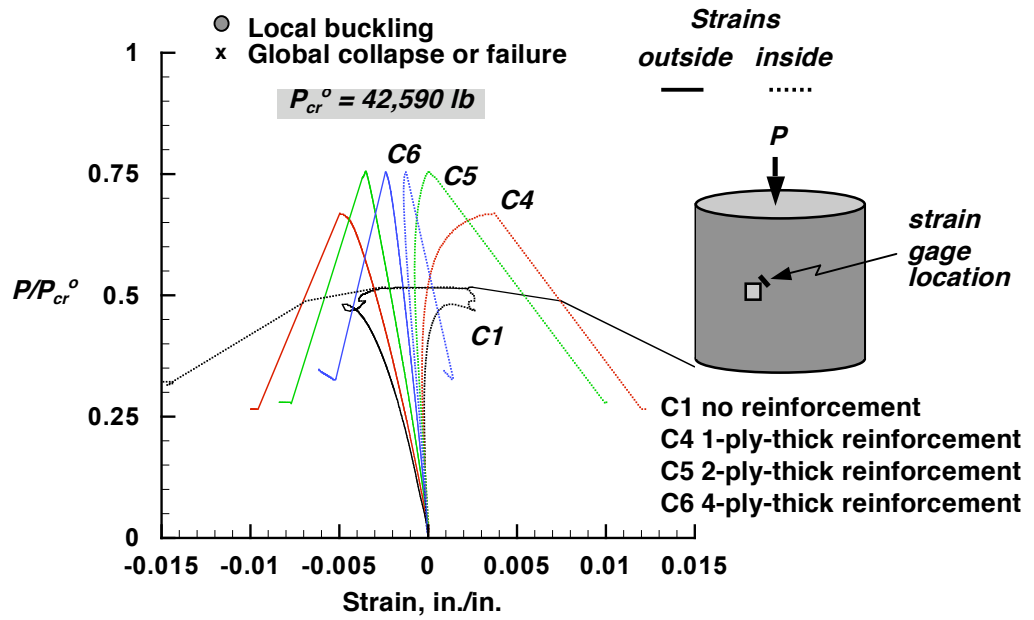 Local buckling
x Global collapse or failure
P_cr^o = 42,590 lb
Strains
outside inside
1
0.75
0.5
0.25
0
P/P_cr^o
-0.015 -0.01 -0.005 0 0.005 0.01 0.015
Strain, in./in.
C6
C5
C4
C1
P
strain
gage
location
C1 no reinforcement
C4 1-ply-thick reinforcement
C5 2-ply-thick reinforcement
C6 4-ply-thick reinforcement